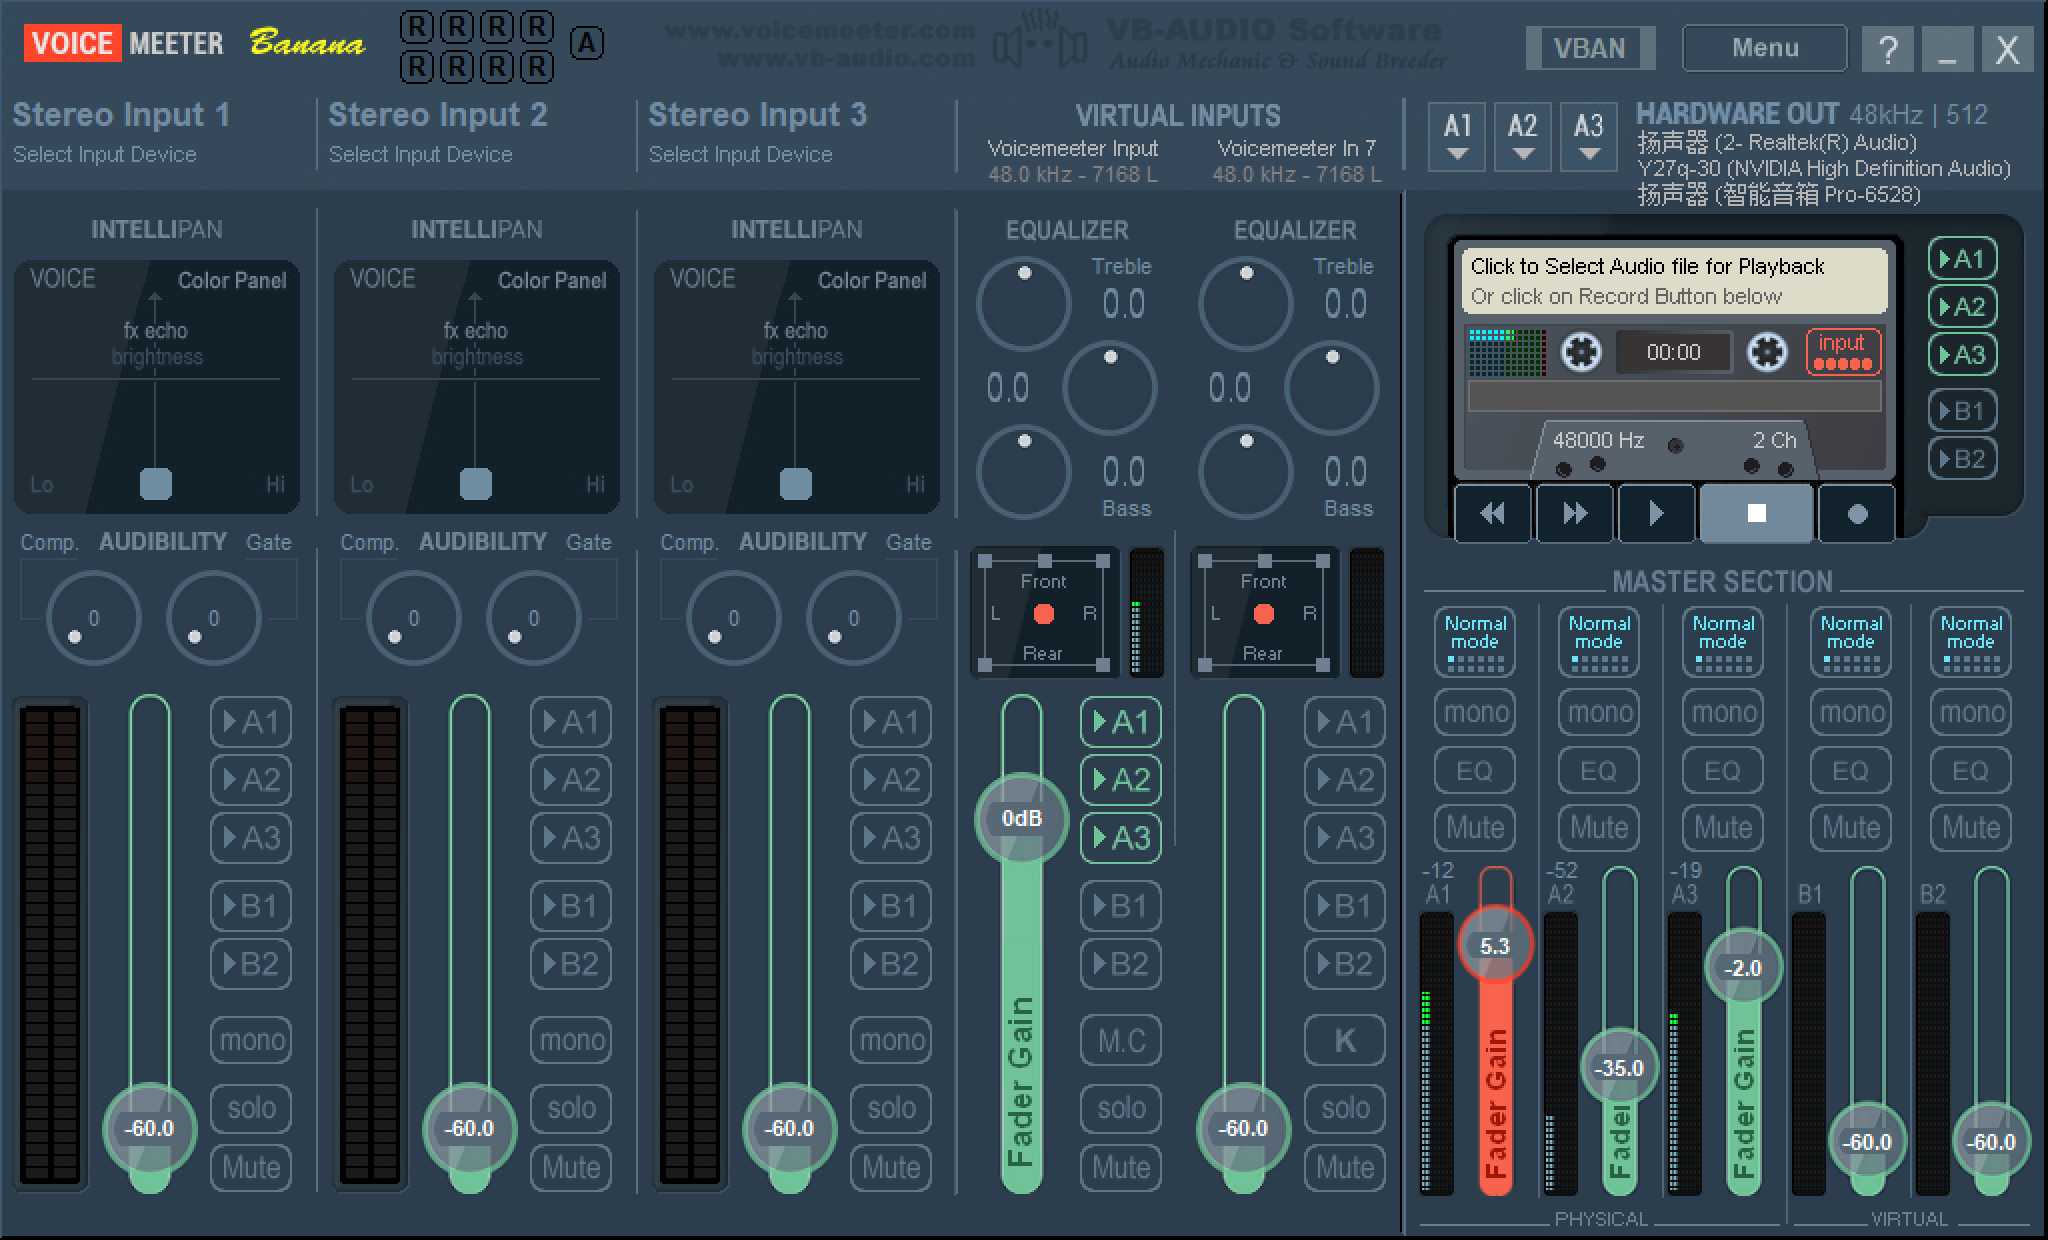 VOICE MEETER Banana
R R R R A
R R R R
www.voicemeeter.com
www.vb-audio.com
VB-AUDIO Software
Audio Mechanic & Sound Breeder
VBAN Menu ? _ X
Stereo Input 1
Select Input Device
Stereo Input 2
Select Input Device
Stereo Input 3
Select Input Device
VIRTUAL INPUTS
Voicemeeter Input
48.0 kHz - 7168 L
Voicemeeter In 7
48.0 kHz - 7168 L
A1 A2 A3
HARDWARE OUT 48kHz | 512
扬声器 (2- Realtek(R) Audio)
Y27q-30 (NVIDIA High Definition Audio)
扬声器 (智能音箱 Pro-6528)
INTELLIPAN
VOICE Color Panel
fx echo
brightness
Lo Hi
Comp. AUDIBILITY Gate
0 0
A1
A2
A3
B1
B2
mono
solo
Mute
-60.0
INTELLIPAN
VOICE Color Panel
fx echo
brightness
Lo Hi
Comp. AUDIBILITY Gate
0 0
A1
A2
A3
B1
B2
mono
solo
Mute
-60.0
INTELLIPAN
VOICE Color Panel
fx echo
brightness
Lo Hi
Comp. AUDIBILITY Gate
0 0
A1
A2
A3
B1
B2
mono
solo
Mute
-60.0
EQUALIZER
Treble
0.0
0.0
0.0
Bass
Front
L R
Rear
0dB
Fader Gain
A1
A2
A3
B1
B2
M.C
solo
Mute
EQUALIZER
Treble
0.0
0.0
0.0
Bass
Front
L R
Rear
-60.0
A1
A2
A3
B1
B2
K
solo
Mute
Click to Select Audio file for Playback
Or click on Record Button below
00:00
input
48000 Hz 2 Ch
A1
A2
A3
B1
B2
MASTER SECTION
Normal mode
mono
EQ
Mute
-12
A1
5.3
Fader Gain
Normal mode
mono
EQ
Mute
-52
A2
-35.0
Fader
Normal mode
mono
EQ
Mute
-19
A3
-2.0
Fader Gain
Normal mode
mono
EQ
Mute
B1
-60.0
Normal mode
mono
EQ
Mute
B2
-60.0
PHYSICAL VIRTUAL